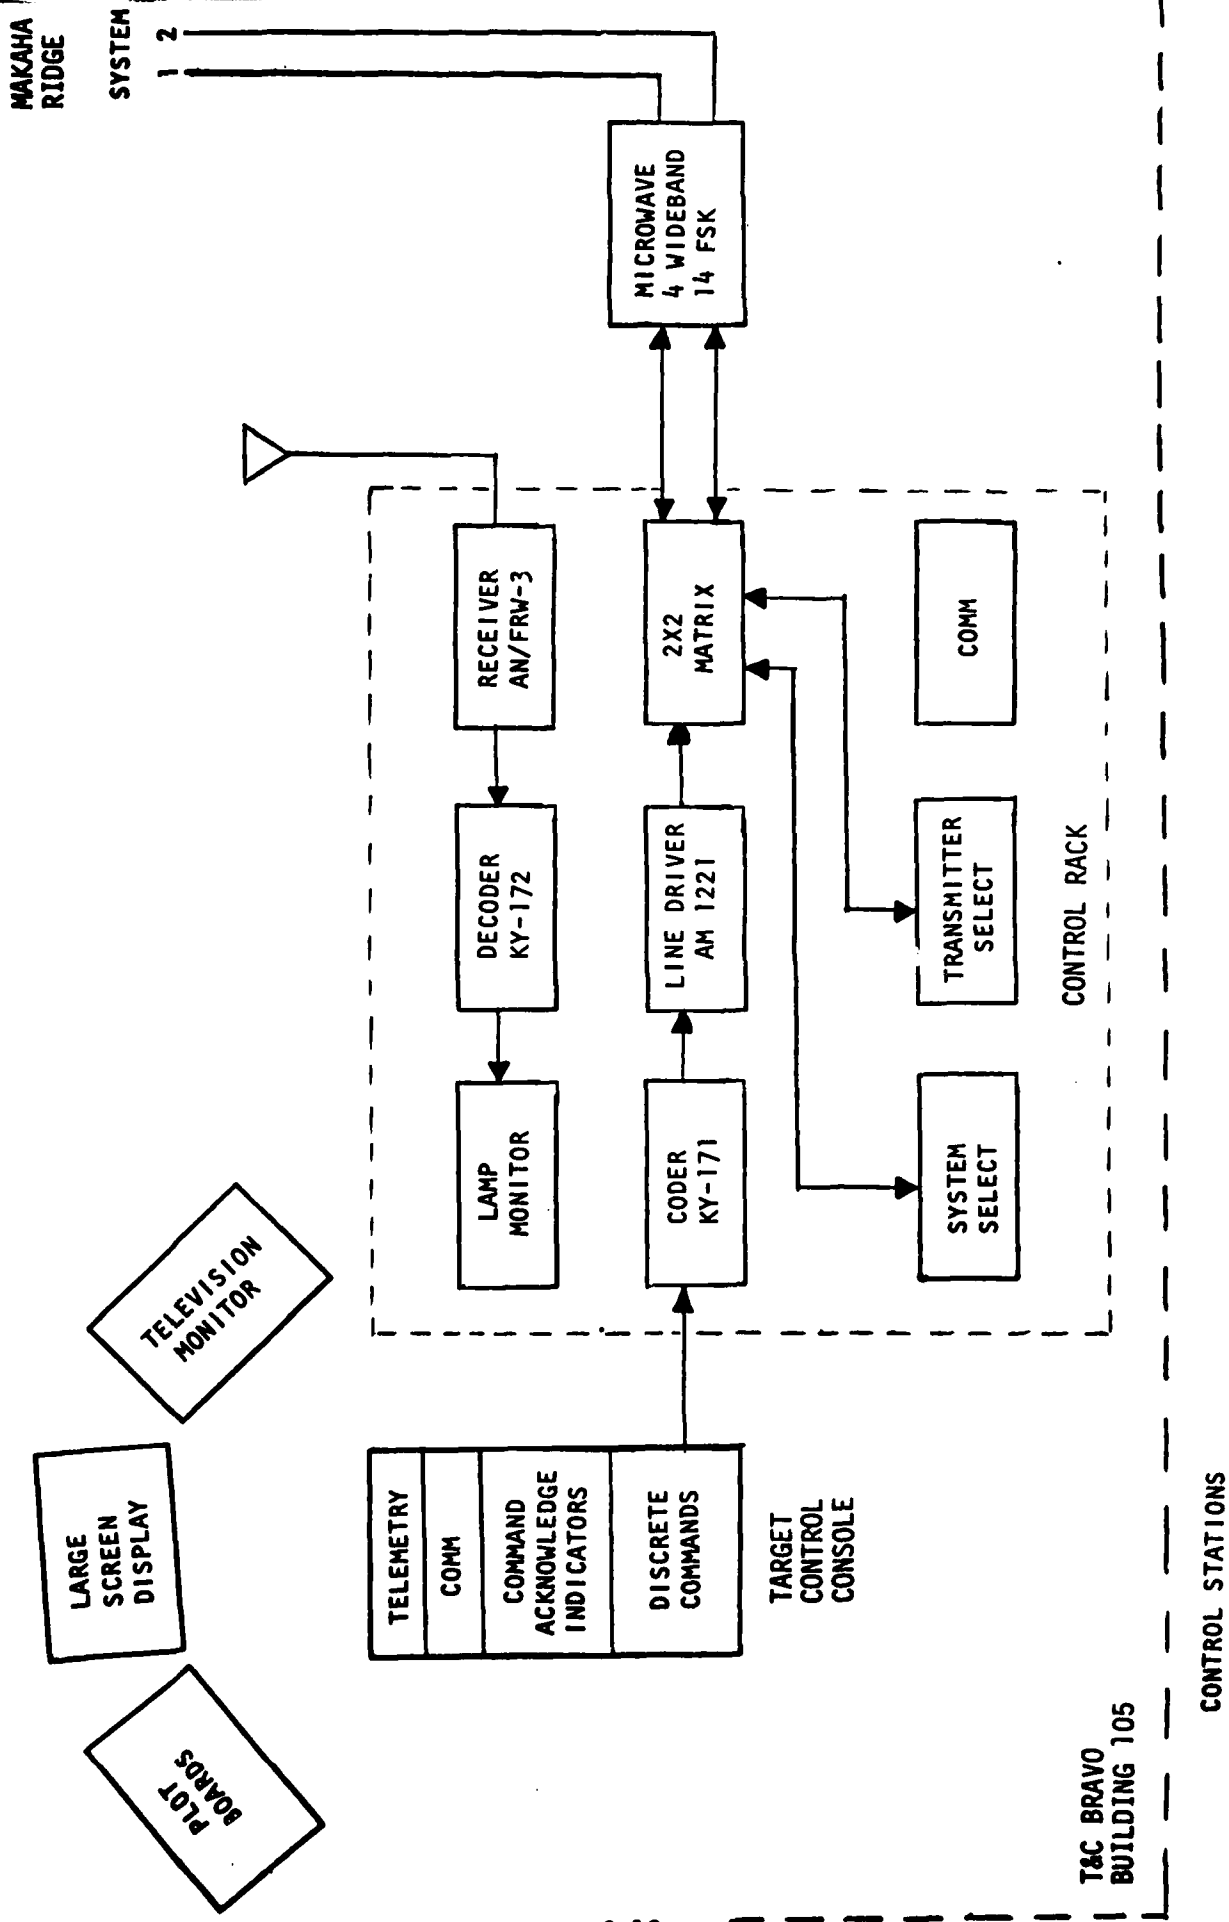 PLOT
BOARDS
LARGE
SCREEN
DISPLAY
TELEVISION
MONITOR
MAKAHA
RIDGE
SYSTEM
2
1
TELEMETRY
COMM
COMMAND
ACKNOWLEDGE
INDICATORS
DISCRETE
COMMANDS
TARGET
CONTROL
CONSOLE
LAMP
MONITOR
DECODER
KY-172
RECEIVER
AN/FRW-3
CODER
KY-171
LINE DRIVER
AM 1221
2X2
MATRIX
MICROWAVE
4 WIDEBAND
14 FSK
SYSTEM
SELECT
TRANSMITTER
SELECT
COMM
CONTROL RACK
T&C BRAVO
BUILDING 105
CONTROL STATIONS